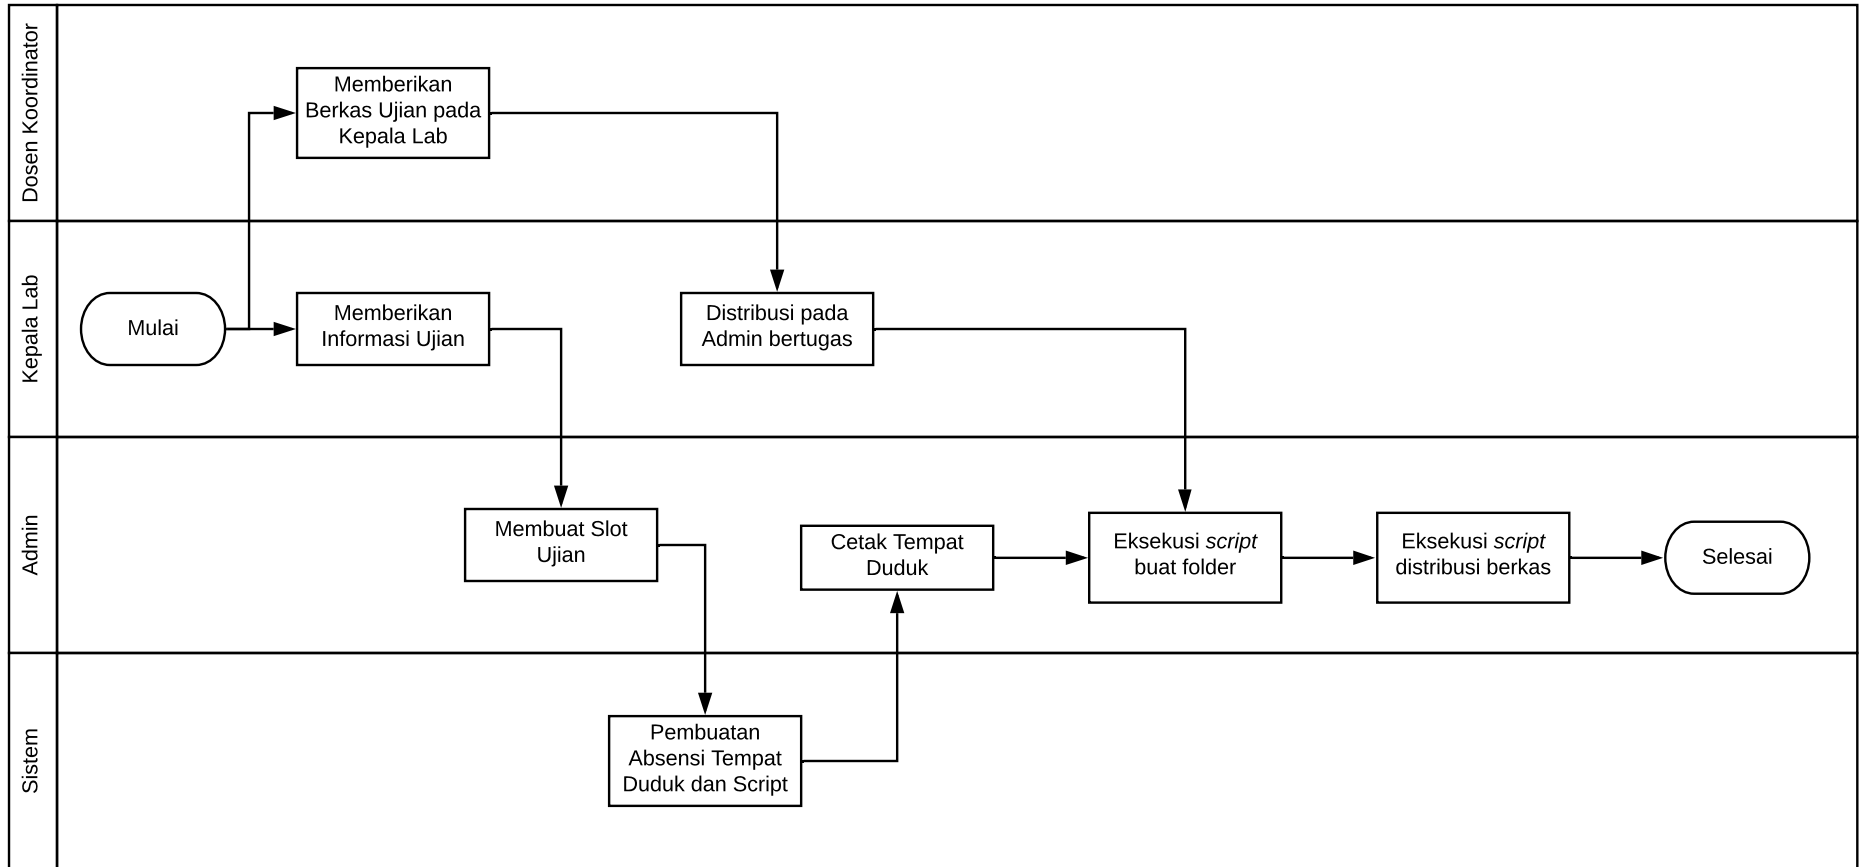 Dosen Koordinator
Memberikan
Berkas Ujian pada
Kepala Lab
Kepala Lab
Mulai
Memberikan
Informasi Ujian
Distribusi pada
Admin bertugas
Admin
Membuat Slot
Ujian
Cetak Tempat
Duduk
Eksekusi script
buat folder
Eksekusi script
distribusi berkas
Selesai
Sistem
Pembuatan
Absensi Tempat
Duduk dan Script